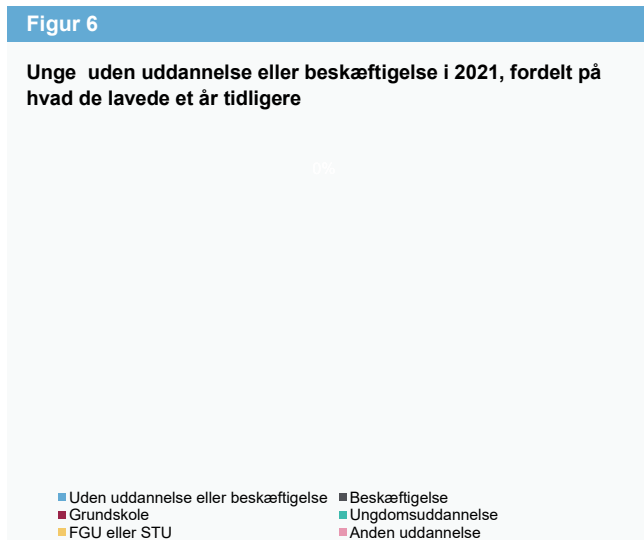 Figur 6
Unge uden uddannelse eller beskæftigelse i 2021, fordelt på
hvad de lavede et år tidligere
0%
Uden uddannelse eller beskæftigelse
Beskæftigelse
Grundskole
Ungdomsuddannelse
FGU eller STU
Anden uddannelse